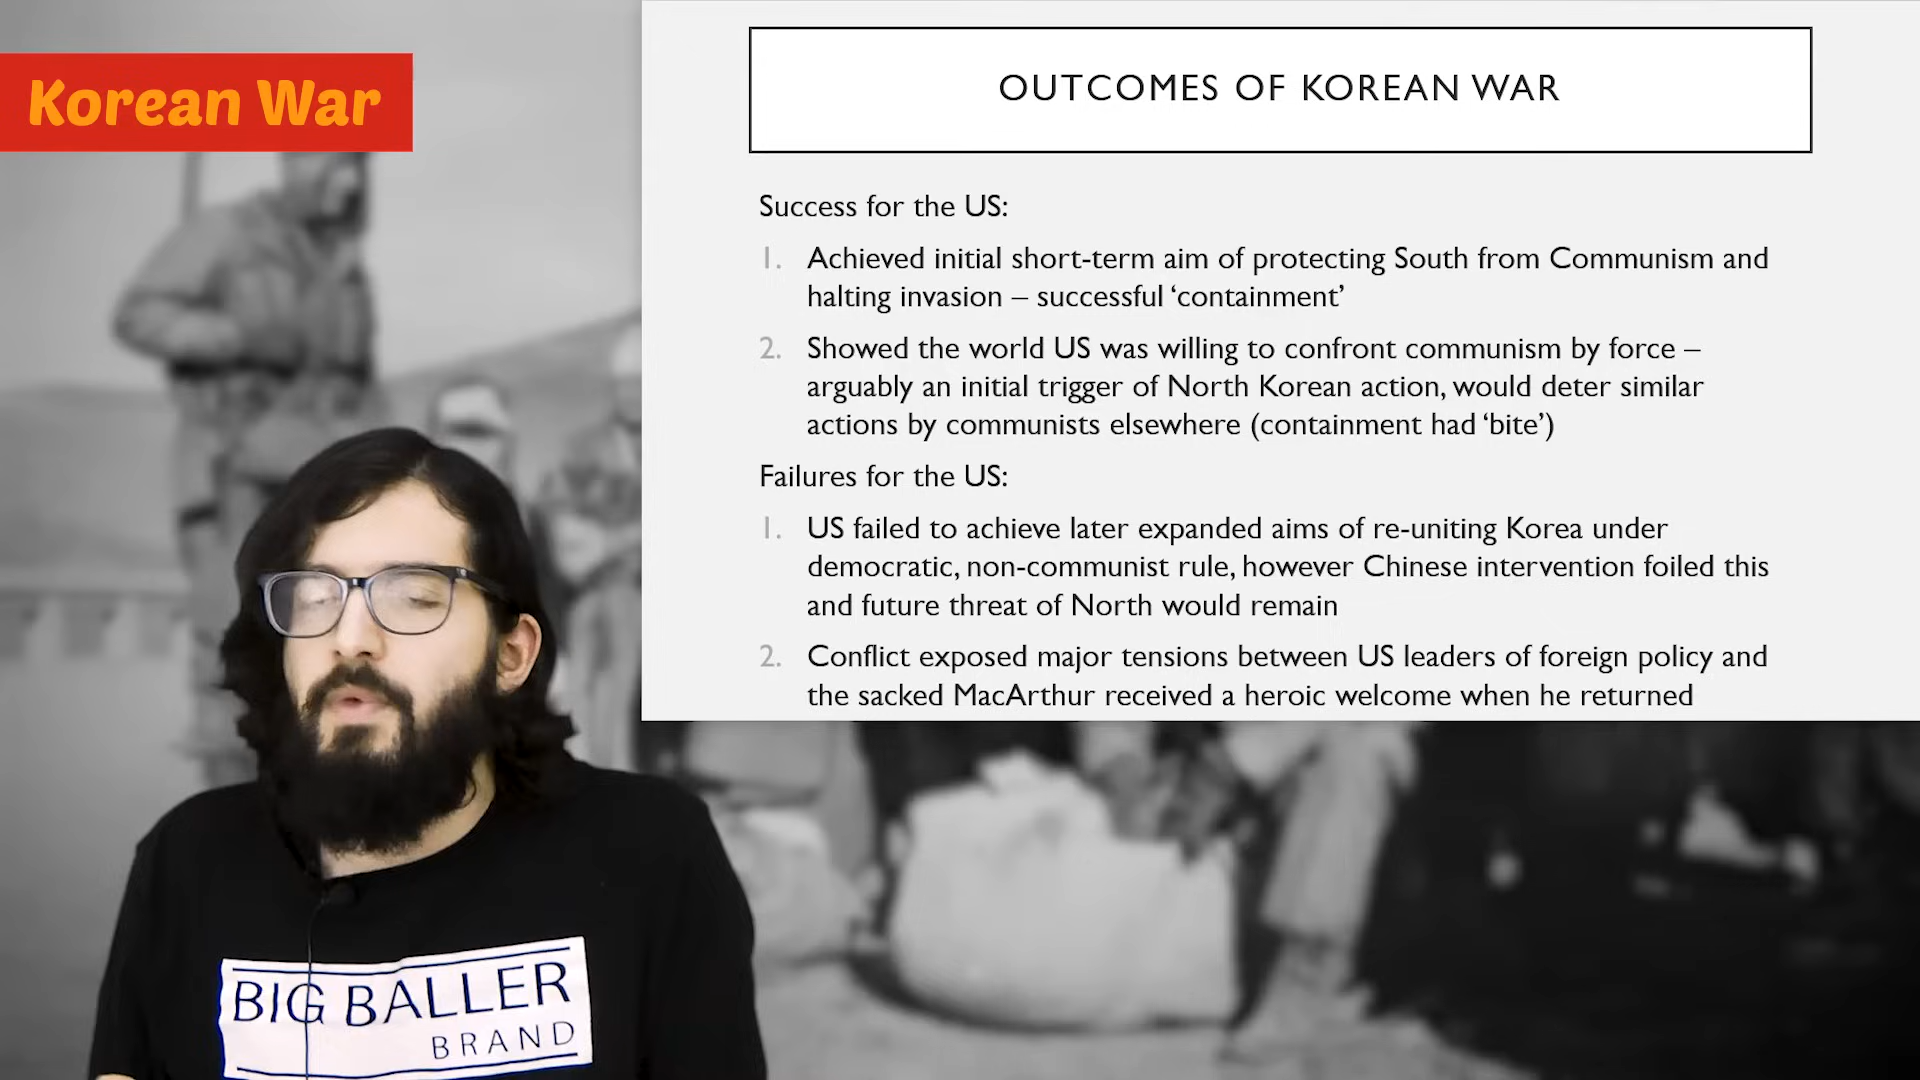 Korean War
OUTCOMES OF KOREAN WAR
Success for the US:
1. Achieved initial short-term aim of protecting South from Communism and
halting invasion – successful ‘containment’
2. Showed the world US was willing to confront communism by force –
arguably an initial trigger of North Korean action, would deter similar
actions by communists elsewhere (containment had ‘bite’)
Failures for the US:
1. US failed to achieve later expanded aims of re-uniting Korea under
democratic, non-communist rule, however Chinese intervention foiled this
and future threat of North would remain
2. Conflict exposed major tensions between US leaders of foreign policy and
the sacked MacArthur received a heroic welcome when he returned
BIG BALLER
BRAND